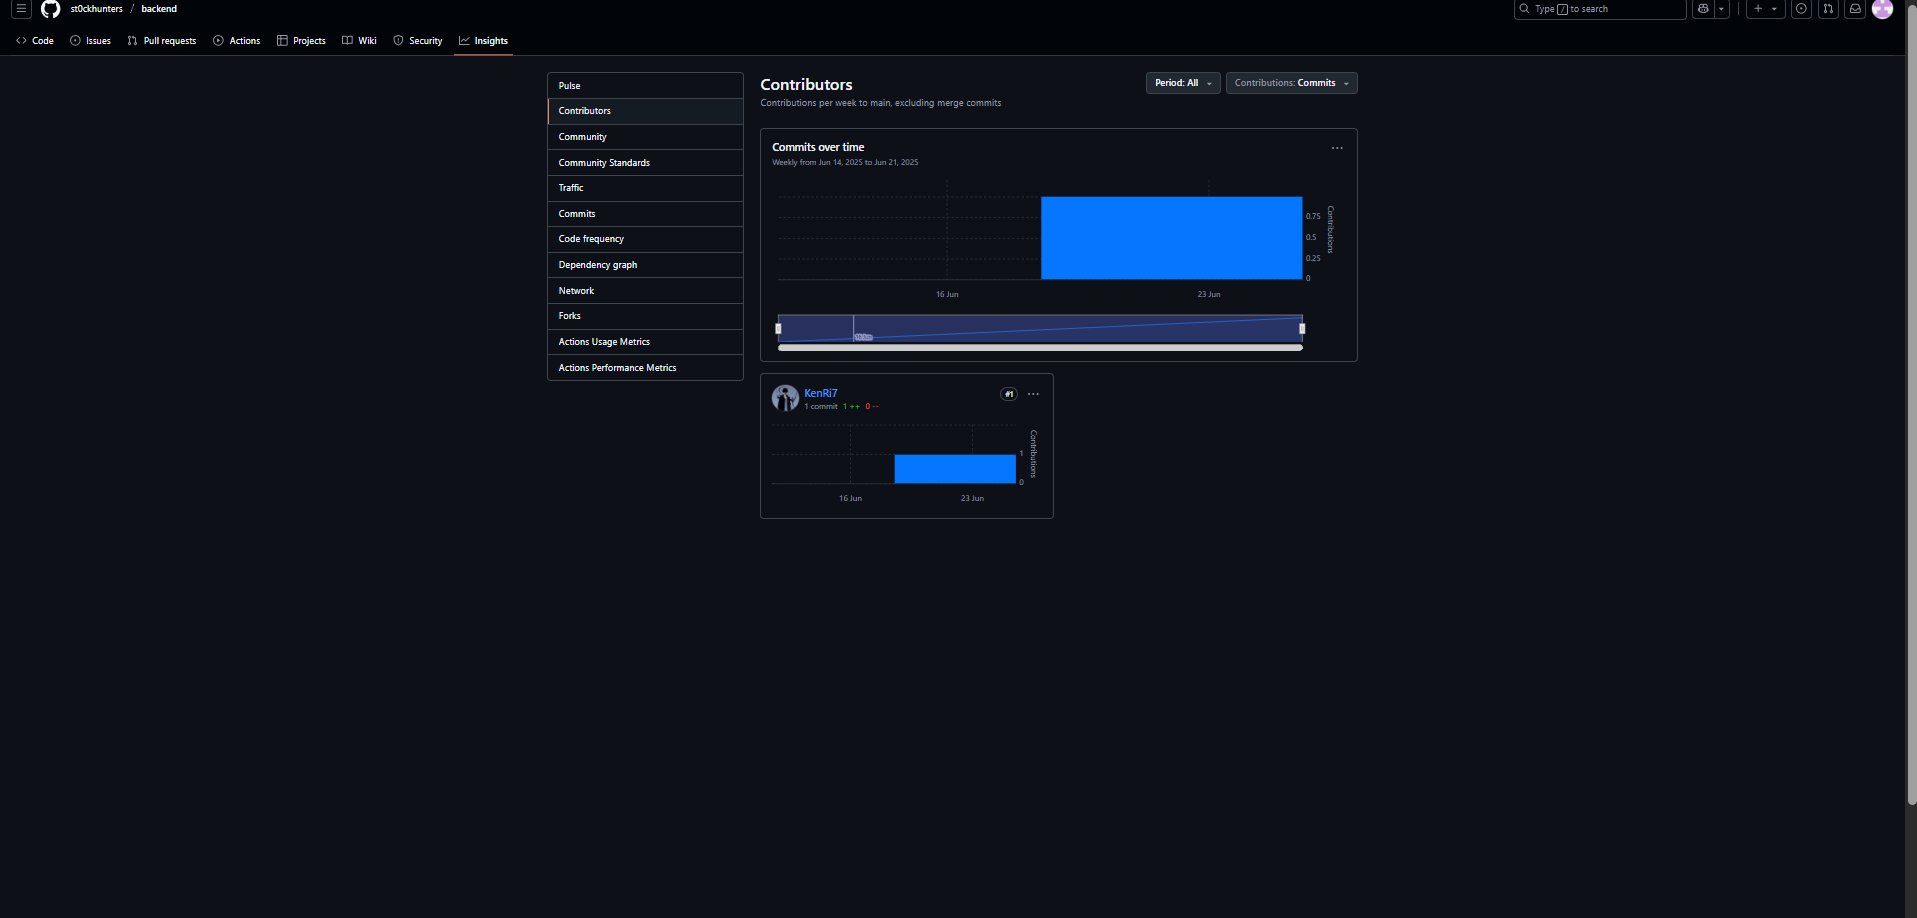 st0ckhunters / backend
Type / to search
Code
Issues
Pull requests
Actions
Projects
Wiki
Security
Insights
Pulse
Contributors
Community
Community Standards
Traffic
Commits
Code frequency
Dependency graph
Network
Forks
Actions Usage Metrics
Actions Performance Metrics
Contributors
Period: All
Contributions: Commits
Contributions per week to main, excluding merge commits
Commits over time
Weekly from Jun 14, 2025 to Jun 21, 2025
0.75
0.5
0.25
0
Contributions
16 Jun
23 Jun
KenRi7
#1
1 commit 1 ++ 0 --
1
0
Contributions
16 Jun
23 Jun